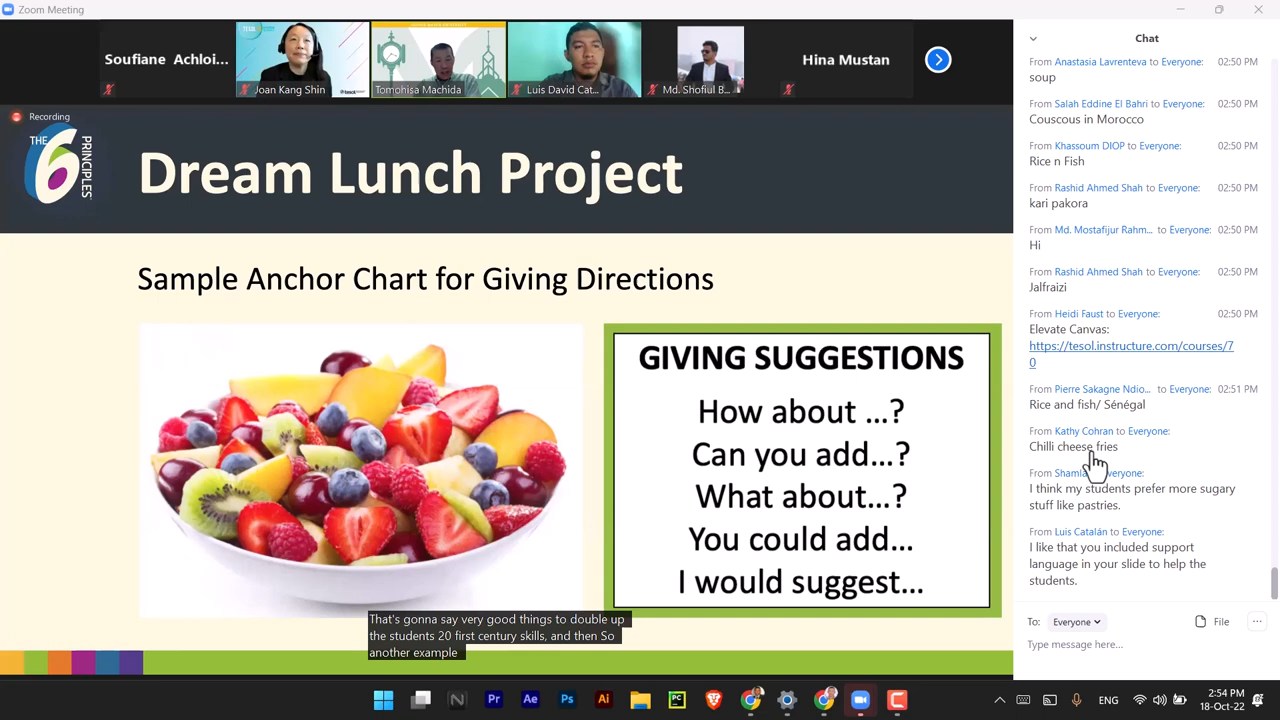 Zoom Meeting
Soufiane Achloi...
Joan Kang Shin
Tomohisa Machida
Luis David Cat...
Md. Shofiul B...
Hina Mustan
Recording
THE
6
PRINCIPLES
Dream Lunch Project
Sample Anchor Chart for Giving Directions
GIVING SUGGESTIONS
How about ...?
Can you add...?
What about...?
You could add...
I would suggest...
That's gonna say very good things to double up
the students 20 first century skills, and then So
another example
Chat
From Anastasia Lavrenteva to Everyone: 02:50 PM
soup
From Salah Eddine El Bahri to Everyone: 02:50 PM
Couscous in Morocco
From Khassoum DIOP to Everyone: 02:50 PM
Rice n Fish
From Rashid Ahmed Shah to Everyone: 02:50 PM
kari pakora
From Md. Mostafijur Rahm... to Everyone: 02:50 PM
Hi
From Rashid Ahmed Shah to Everyone: 02:50 PM
Jalfraizi
From Heidi Faust to Everyone: 02:50 PM
Elevate Canvas:
https://tesol.instructure.com/courses/7
0
From Pierre Sakagne Ndio... to Everyone: 02:51 PM
Rice and fish/ Sénégal
From Kathy Cohran to Everyone:
Chilli cheese fries
From Shamla veryone:
I think my students prefer more sugary
stuff like pastries.
From Luis Catalán to Everyone:
I like that you included support
language in your slide to help the
students.
To: Everyone File
Type message here...
N Pr Ae Ps Ai PC ENG 2:54 PM
18-Oct-22